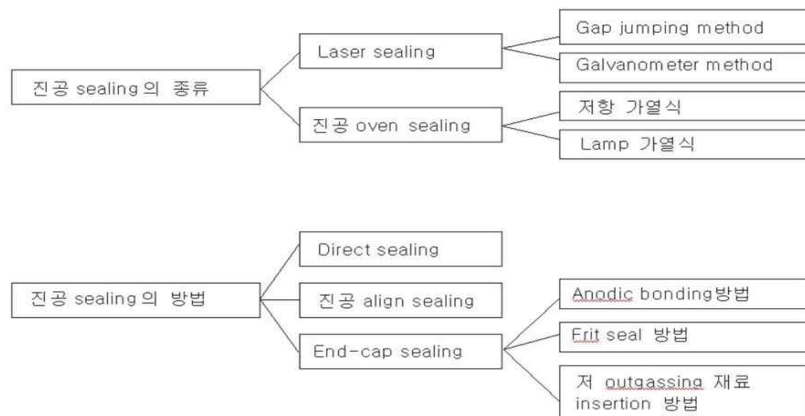 진공 sealing의 종류
Laser sealing
Gap jumping method
Galvanometer method
진공 oven sealing
저항 가열식
Lamp 가열식
진공 sealing의 방법
Direct sealing
진공 align sealing
End-cap sealing
Anodic bonding방법
Frit seal 방법
저 outgassing 재료
insertion 방법